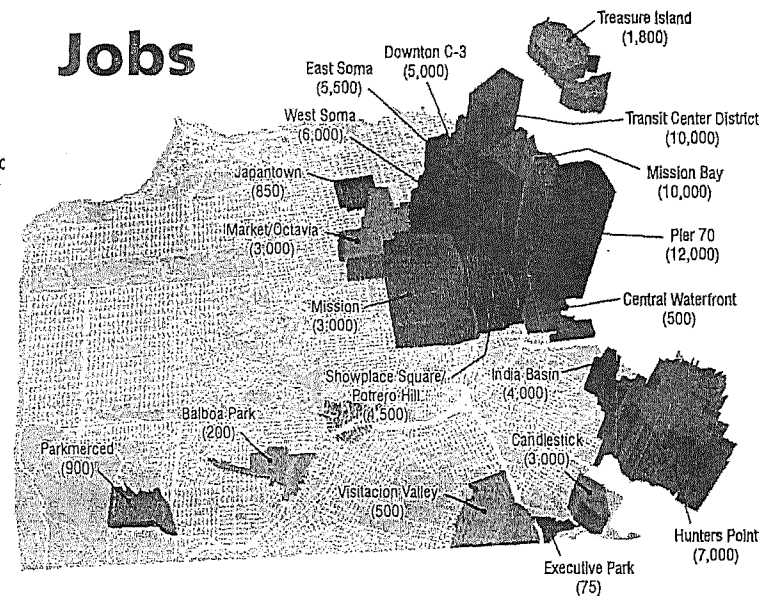 Jobs
Treasure Island
(1,800)
Downton C-3
(5,000)
East Soma
(5,500)
West Soma
(6,000)
Transit Center District
(10,000)
Mission Bay
(10,000)
Japantown
(850)
Market/Octavia
(3,000)
Pier 70
(12,000)
Mission
(3,000)
Central Waterfront
(500)
Showplace Square/
Potrero Hill
(4,500)
India Basin
(4,000)
Balboa Park
(200)
Candlestick
(3,000)
Parkmerced
(900)
Visitacion Valley
(500)
Hunters Point
(7,000)
Executive Park
(75)